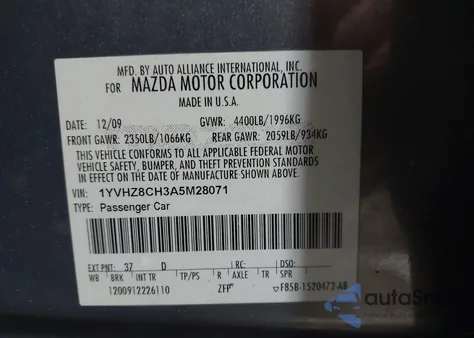 MFD. BY AUTO ALLIANCE INTERNATIONAL, INC.
FOR MAZDA MOTOR CORPORATION
MADE IN U.S.A.
DATE: 12/09 GVWR: 4400LB/1996KG
FRONT GAWR: 2350LB/1066KG REAR GAWR: 2059LB/934KG
THIS VEHICLE CONFORMS TO ALL APPLICABLE FEDERAL MOTOR
VEHICLE SAFETY, BUMPER, AND THEFT PREVENTION STANDARDS
IN EFFECT ON THE DATE OF MANUFACTURE SHOWN ABOVE.
VIN: 1YVHZ8CH3A5M28071
TYPE: Passenger Car
EXT PNT: 37 D RC: DSO:
WB BRK INT TR TP/PS R AXLE TR SPR
1200912226110 ZFP F85B-1520472-AB